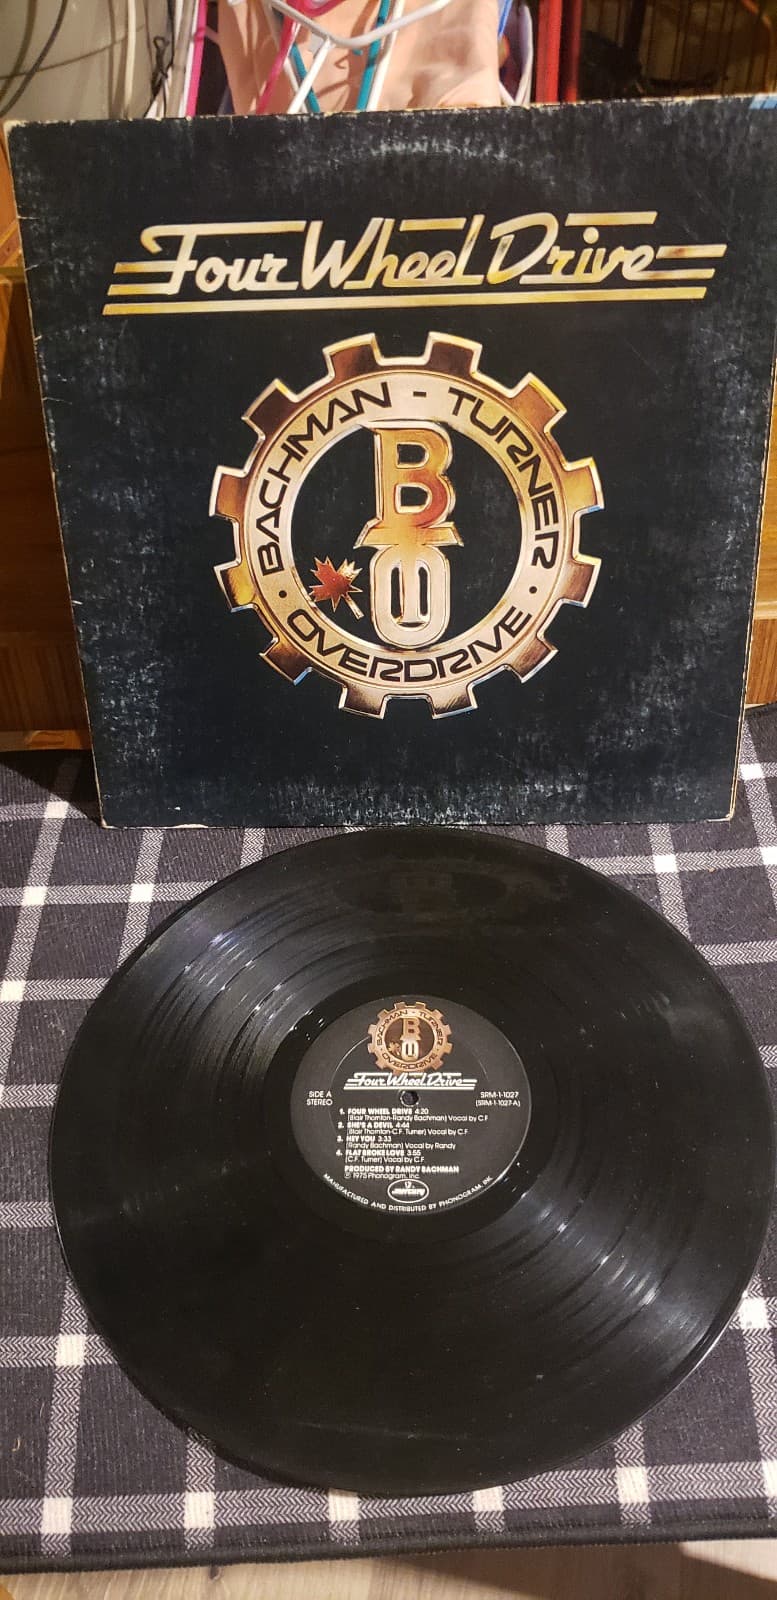 Four Wheel Drive
BACHMAN - TURNER
BTO
• OVERDRIVE •
BACHMAN - TURNER
BTO
• OVERDRIVE •
Four Wheel Drive
SIDE A
STEREO
SRM-1-1027
(SRM-1-1027-A)
1. FOUR WHEEL DRIVE 4:20
(Blair Thornton-Randy Bachman) Vocal by C.F.
2. SHE'S A DEVIL 4:44
(Blair Thornton-C.F. Turner) Vocal by C.F.
3. HEY YOU 3:33
(Randy Bachman) Vocal by Randy
4. FLAT BROKE LOVE 3:55
(C.F. Turner) Vocal by C.F.
PRODUCED BY RANDY BACHMAN
℗ 1975 Phonogram, Inc.
mercury
MANUFACTURED AND DISTRIBUTED BY PHONOGRAM, INC.